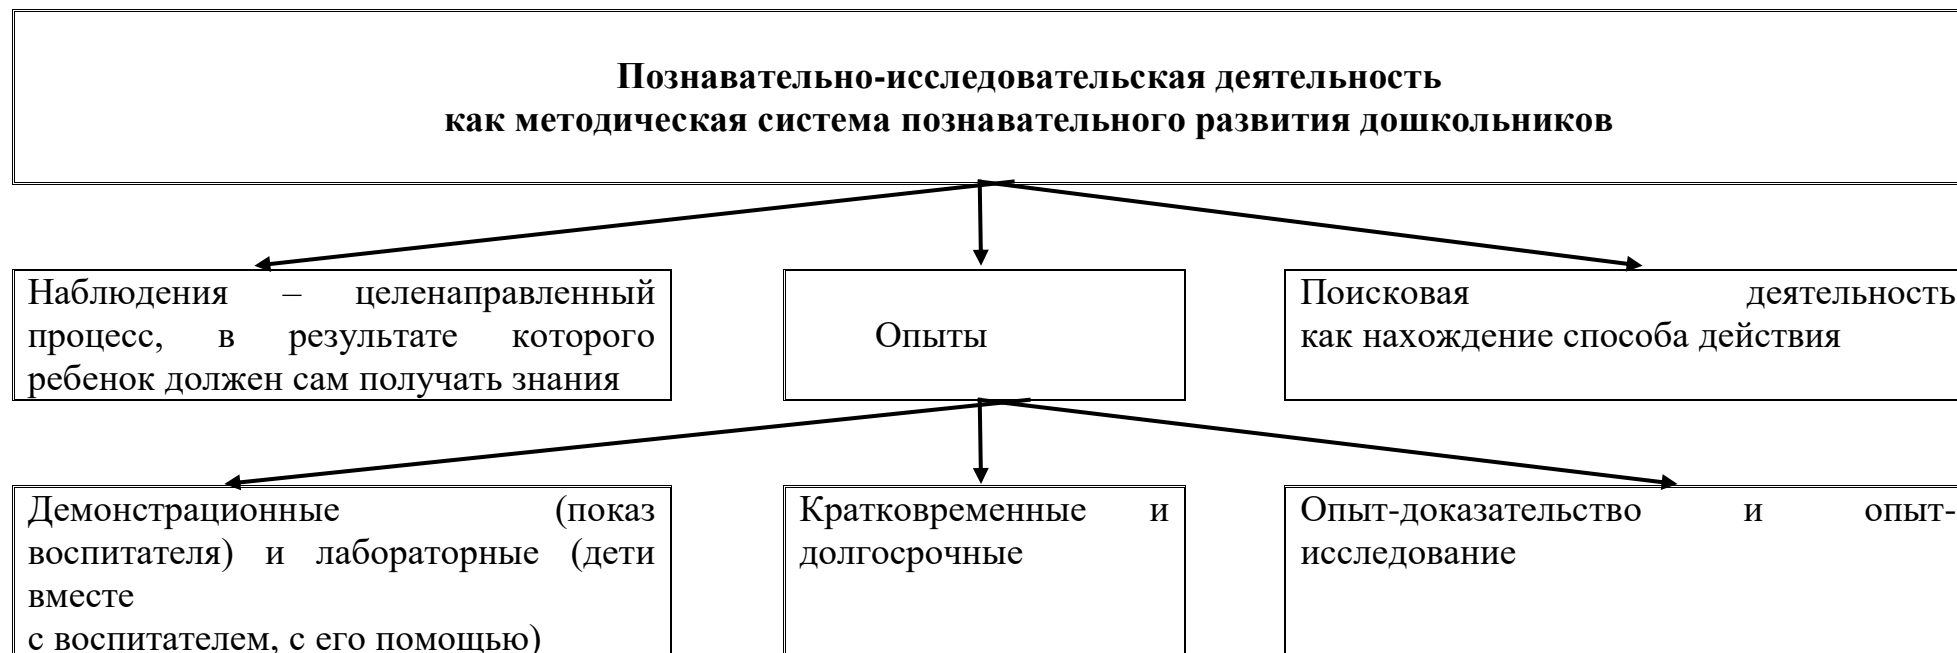 Познавательно-исследовательская деятельность
как методическая система познавательного развития дошкольников
Наблюдения – целенаправленный
процесс, в результате которого
ребенок должен сам получать знания
Опыты
Поисковая деятельность
как нахождение способа действия
Демонстрационные (показ
воспитателя) и лабораторные (дети
вместе
с воспитателем, с его помощью)
Кратковременные и
долгосрочные
Опыт-доказательство и опыт-
исследование